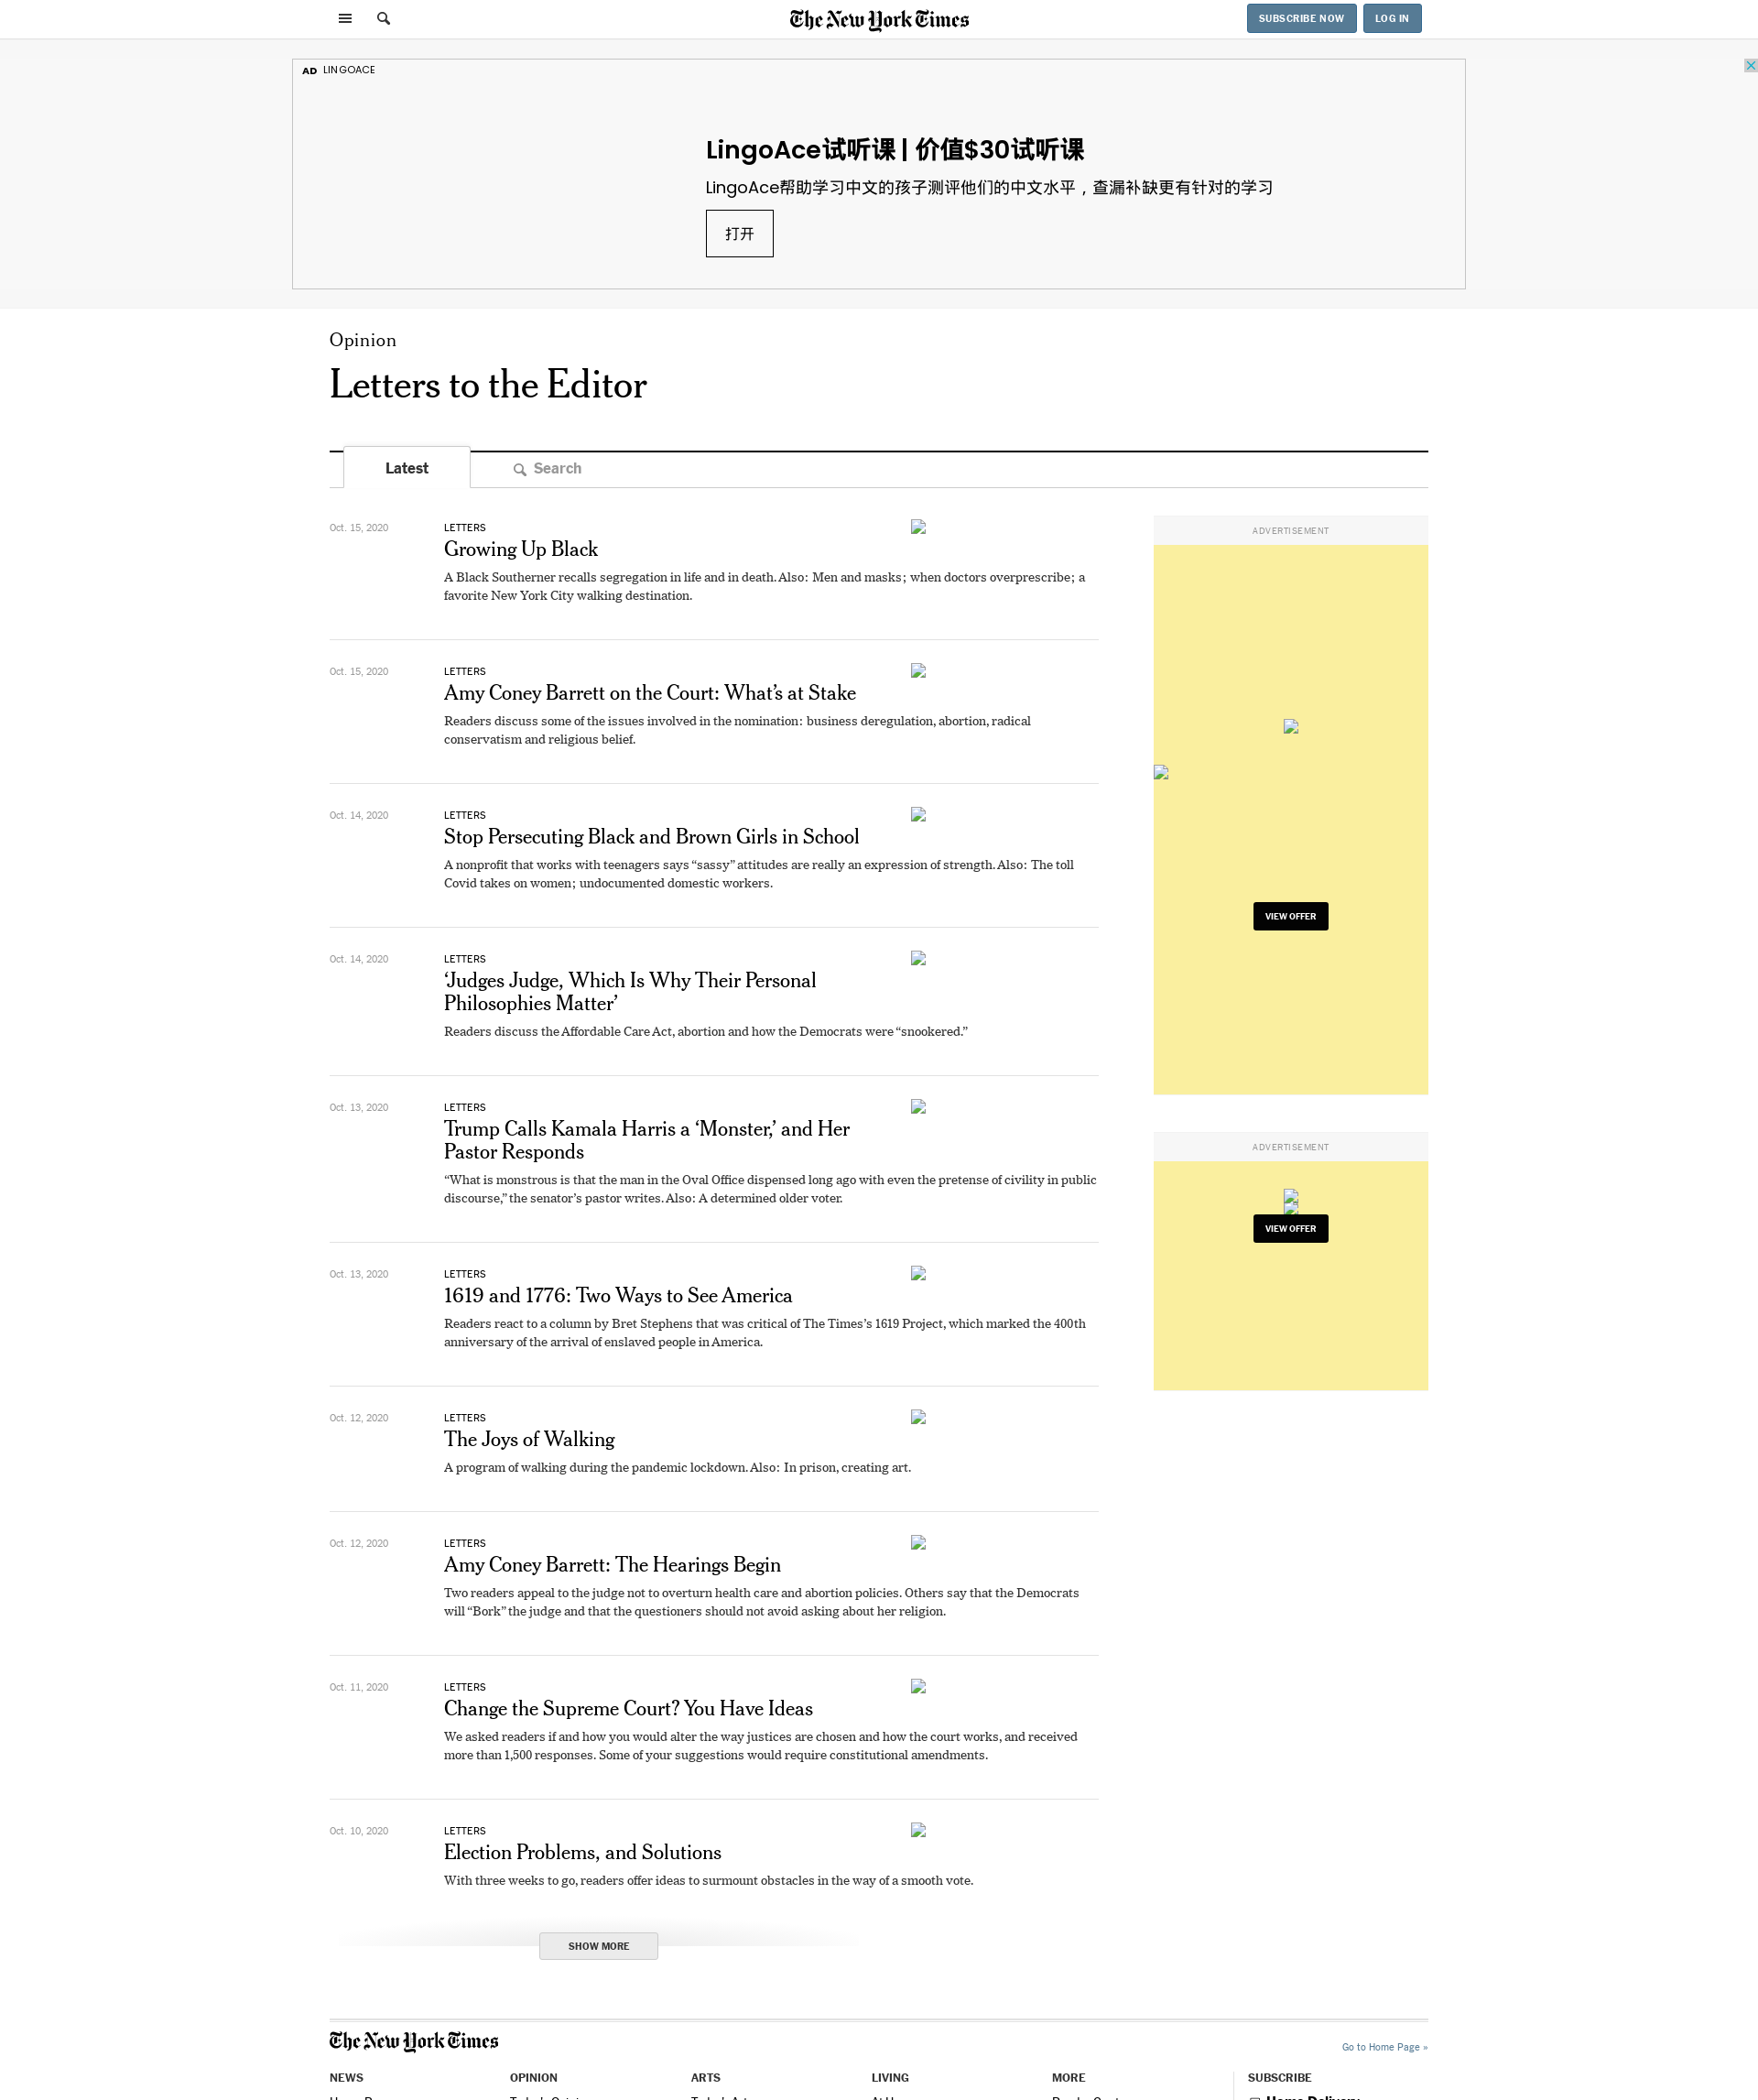 The New York Times
SUBSCRIBE NOW
LOG IN
AD LINGOACE
LingoAce试听课 | 价值$30试听课
LingoAce帮助学习中文的孩子测评他们的中文水平，查漏补缺更有针对的学习
打开
Opinion
Letters to the Editor
Latest
Search
Oct. 15, 2020
LETTERS
Growing Up Black
A Black Southerner recalls segregation in life and in death. Also: Men and masks; when doctors overprescribe; a
favorite New York City walking destination.
Oct. 15, 2020
LETTERS
Amy Coney Barrett on the Court: What’s at Stake
Readers discuss some of the issues involved in the nomination: business deregulation, abortion, radical
conservatism and religious belief.
Oct. 14, 2020
LETTERS
Stop Persecuting Black and Brown Girls in School
A nonprofit that works with teenagers says “sassy” attitudes are really an expression of strength. Also: The toll
Covid takes on women; undocumented domestic workers.
Oct. 14, 2020
LETTERS
‘Judges Judge, Which Is Why Their Personal
Philosophies Matter’
Readers discuss the Affordable Care Act, abortion and how the Democrats were “snookered.”
Oct. 13, 2020
LETTERS
Trump Calls Kamala Harris a ‘Monster,’ and Her
Pastor Responds
“What is monstrous is that the man in the Oval Office dispensed long ago with even the pretense of civility in public
discourse,” the senator’s pastor writes. Also: A determined older voter.
Oct. 13, 2020
LETTERS
1619 and 1776: Two Ways to See America
Readers react to a column by Bret Stephens that was critical of The Times’s 1619 Project, which marked the 400th
anniversary of the arrival of enslaved people in America.
Oct. 12, 2020
LETTERS
The Joys of Walking
A program of walking during the pandemic lockdown. Also: In prison, creating art.
Oct. 12, 2020
LETTERS
Amy Coney Barrett: The Hearings Begin
Two readers appeal to the judge not to overturn health care and abortion policies. Others say that the Democrats
will “Bork” the judge and that the questioners should not avoid asking about her religion.
Oct. 11, 2020
LETTERS
Change the Supreme Court? You Have Ideas
We asked readers if and how you would alter the way justices are chosen and how the court works, and received
more than 1,500 responses. Some of your suggestions would require constitutional amendments.
Oct. 10, 2020
LETTERS
Election Problems, and Solutions
With three weeks to go, readers offer ideas to surmount obstacles in the way of a smooth vote.
SHOW MORE
ADVERTISEMENT
VIEW OFFER
ADVERTISEMENT
VIEW OFFER
The New York Times
Go to Home Page »
NEWS
OPINION
ARTS
LIVING
MORE
SUBSCRIBE